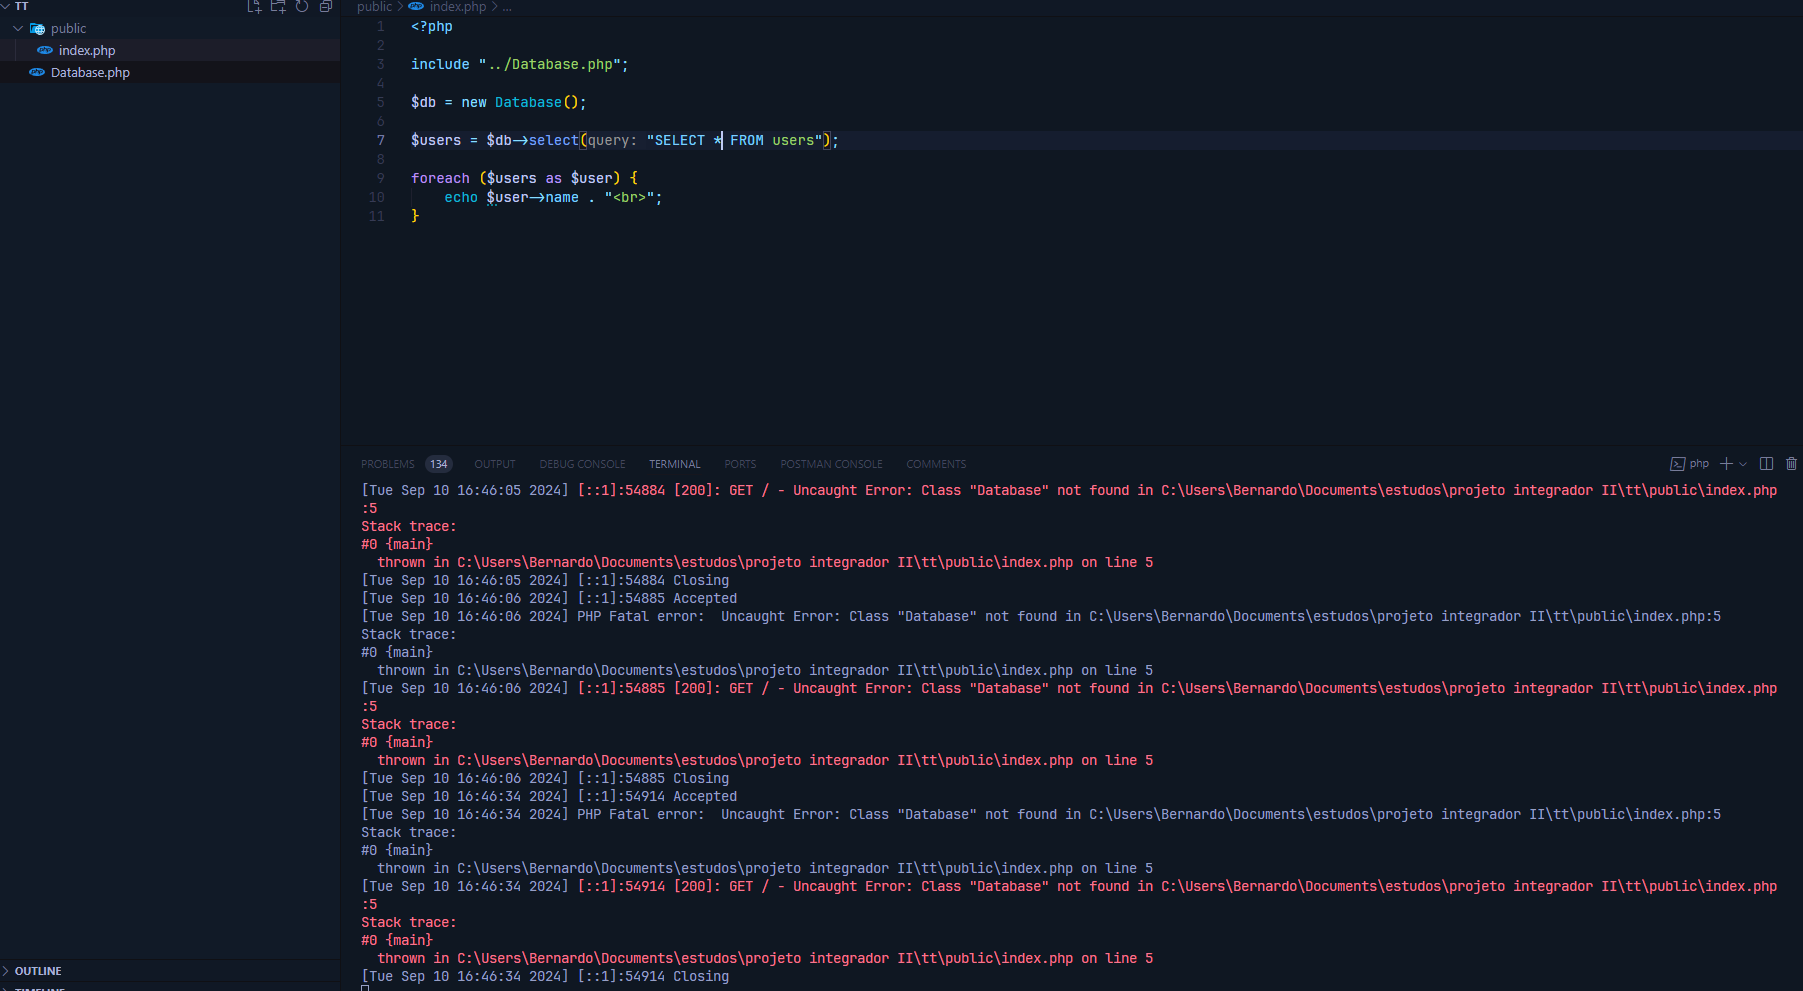 TT
public
index.php
Database.php
public > index.php > ...
1 <?php
2
3 include "../Database.php";
4
5 $db = new Database();
6
7 $users = $db->select(query: "SELECT * FROM users");
8
9 foreach ($users as $user) {
10 echo $user->name . "<br>";
11 }
PROBLEMS 134 OUTPUT DEBUG CONSOLE TERMINAL PORTS POSTMAN CONSOLE COMMENTS php
[Tue Sep 10 16:46:05 2024] [::1]:54884 [200]: GET / - Uncaught Error: Class "Database" not found in C:\Users\Bernardo\Documents\estudos\projeto integrador II\tt\public\index.php
:5
Stack trace:
#0 {main}
thrown in C:\Users\Bernardo\Documents\estudos\projeto integrador II\tt\public\index.php on line 5
[Tue Sep 10 16:46:05 2024] [::1]:54884 Closing
[Tue Sep 10 16:46:06 2024] [::1]:54885 Accepted
[Tue Sep 10 16:46:06 2024] PHP Fatal error:  Uncaught Error: Class "Database" not found in C:\Users\Bernardo\Documents\estudos\projeto integrador II\tt\public\index.php:5
Stack trace:
#0 {main}
thrown in C:\Users\Bernardo\Documents\estudos\projeto integrador II\tt\public\index.php on line 5
[Tue Sep 10 16:46:06 2024] [::1]:54885 [200]: GET / - Uncaught Error: Class "Database" not found in C:\Users\Bernardo\Documents\estudos\projeto integrador II\tt\public\index.php
:5
Stack trace:
#0 {main}
thrown in C:\Users\Bernardo\Documents\estudos\projeto integrador II\tt\public\index.php on line 5
[Tue Sep 10 16:46:06 2024] [::1]:54885 Closing
[Tue Sep 10 16:46:34 2024] [::1]:54914 Accepted
[Tue Sep 10 16:46:34 2024] PHP Fatal error:  Uncaught Error: Class "Database" not found in C:\Users\Bernardo\Documents\estudos\projeto integrador II\tt\public\index.php:5
Stack trace:
#0 {main}
thrown in C:\Users\Bernardo\Documents\estudos\projeto integrador II\tt\public\index.php on line 5
[Tue Sep 10 16:46:34 2024] [::1]:54914 [200]: GET / - Uncaught Error: Class "Database" not found in C:\Users\Bernardo\Documents\estudos\projeto integrador II\tt\public\index.php
:5
Stack trace:
#0 {main}
thrown in C:\Users\Bernardo\Documents\estudos\projeto integrador II\tt\public\index.php on line 5
[Tue Sep 10 16:46:34 2024] [::1]:54914 Closing
OUTLINE
TIMELINE